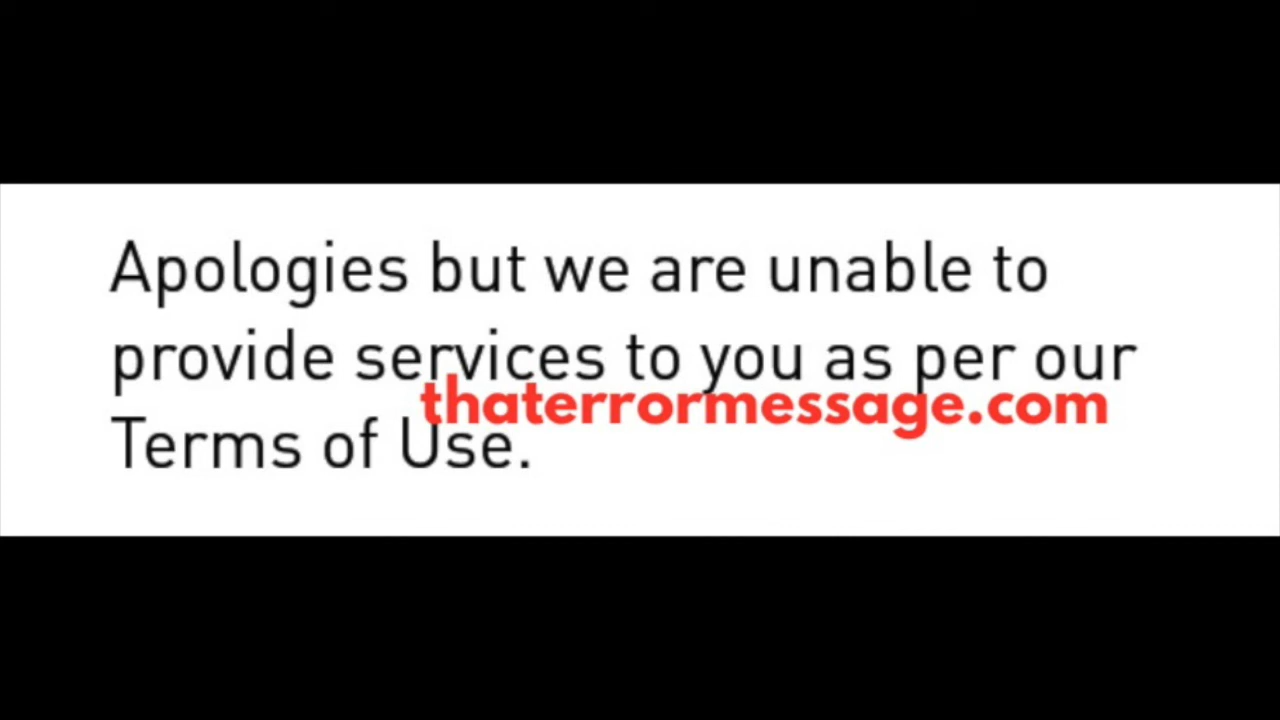 Apologies but we are unable to
provide services to you as per our
thaterrormessage.com
Terms of Use.